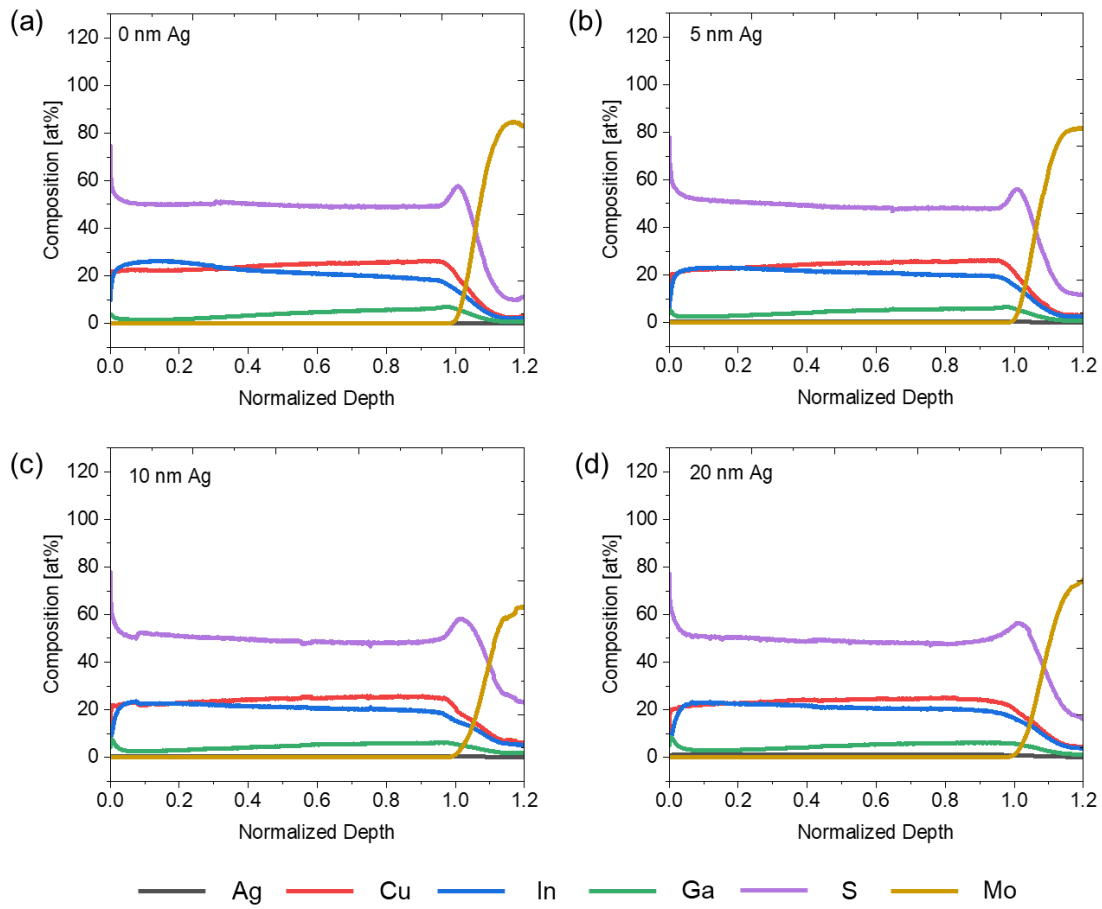 (a)
0 nm Ag
Composition [at%]
120
100
80
60
40
20
0
0.0 0.2 0.4 0.6 0.8 1.0 1.2
Normalized Depth
(b)
5 nm Ag
Composition [at%]
120
100
80
60
40
20
0
0.0 0.2 0.4 0.6 0.8 1.0 1.2
Normalized Depth
(c)
10 nm Ag
Composition [at%]
120
100
80
60
40
20
0
0.0 0.2 0.4 0.6 0.8 1.0 1.2
Normalized Depth
(d)
20 nm Ag
Composition [at%]
120
100
80
60
40
20
0
0.0 0.2 0.4 0.6 0.8 1.0 1.2
Normalized Depth
Ag Cu In Ga S Mo